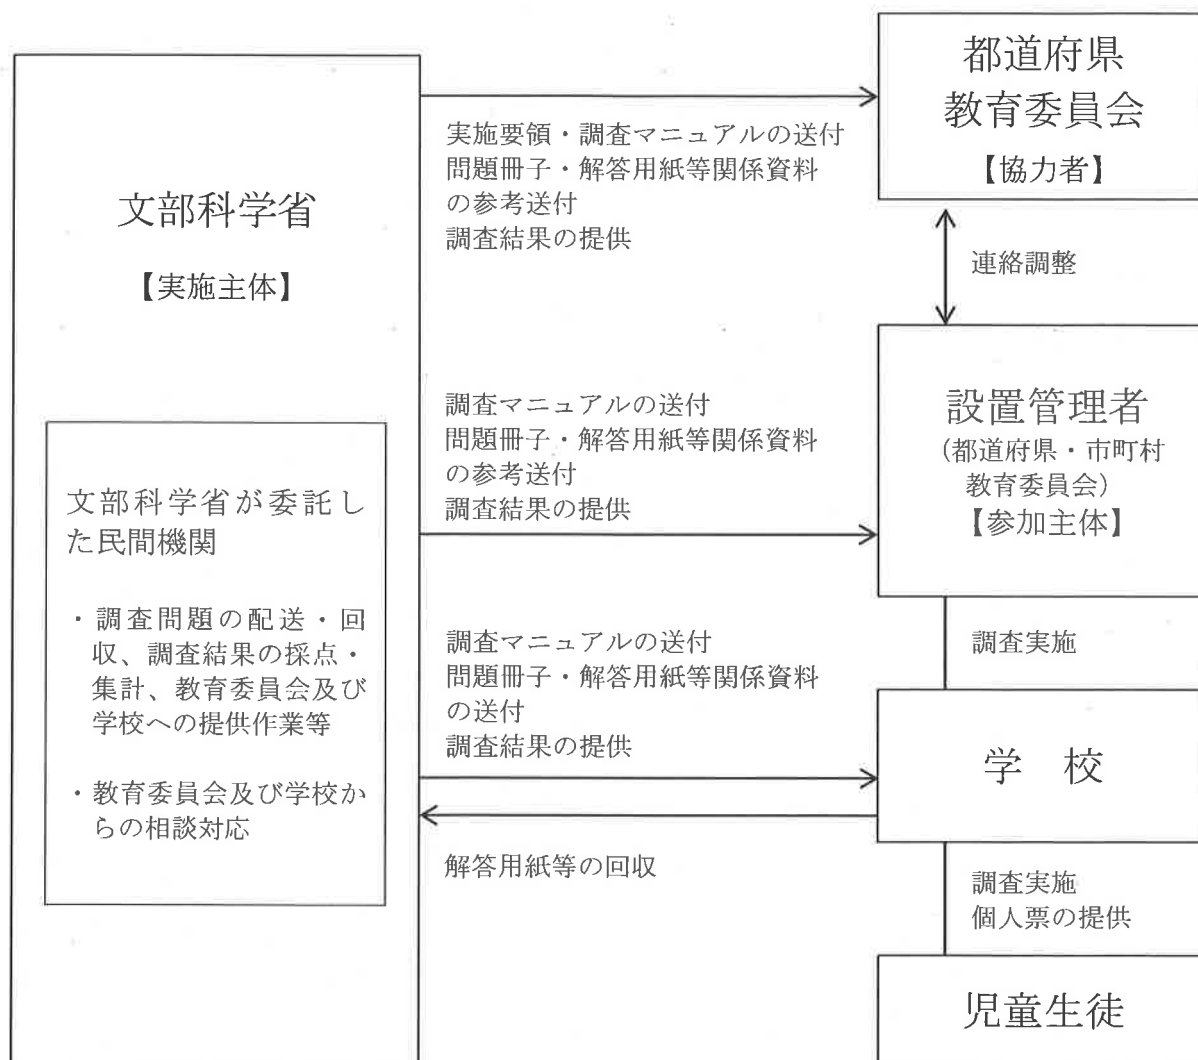 文部科学省
【実施主体】
文部科学省が委託し
た民間機関
・調査問題の配送・回
収、調査結果の採点・
集計、教育委員会及び
学校への提供作業等
・教育委員会及び学校か
らの相談対応
実施要領・調査マニュアルの送付
問題冊子・解答用紙等関係資料
の参考送付
調査結果の提供
都道府県
教育委員会
【協力者】
連絡調整
調査マニュアルの送付
問題冊子・解答用紙等関係資料
の参考送付
調査結果の提供
設置管理者
（都道府県・市町村
教育委員会）
【参加主体】
調査実施
調査マニュアルの送付
問題冊子・解答用紙等関係資料
の送付
調査結果の提供
学　校
解答用紙等の回収
調査実施
個人票の提供
児童生徒